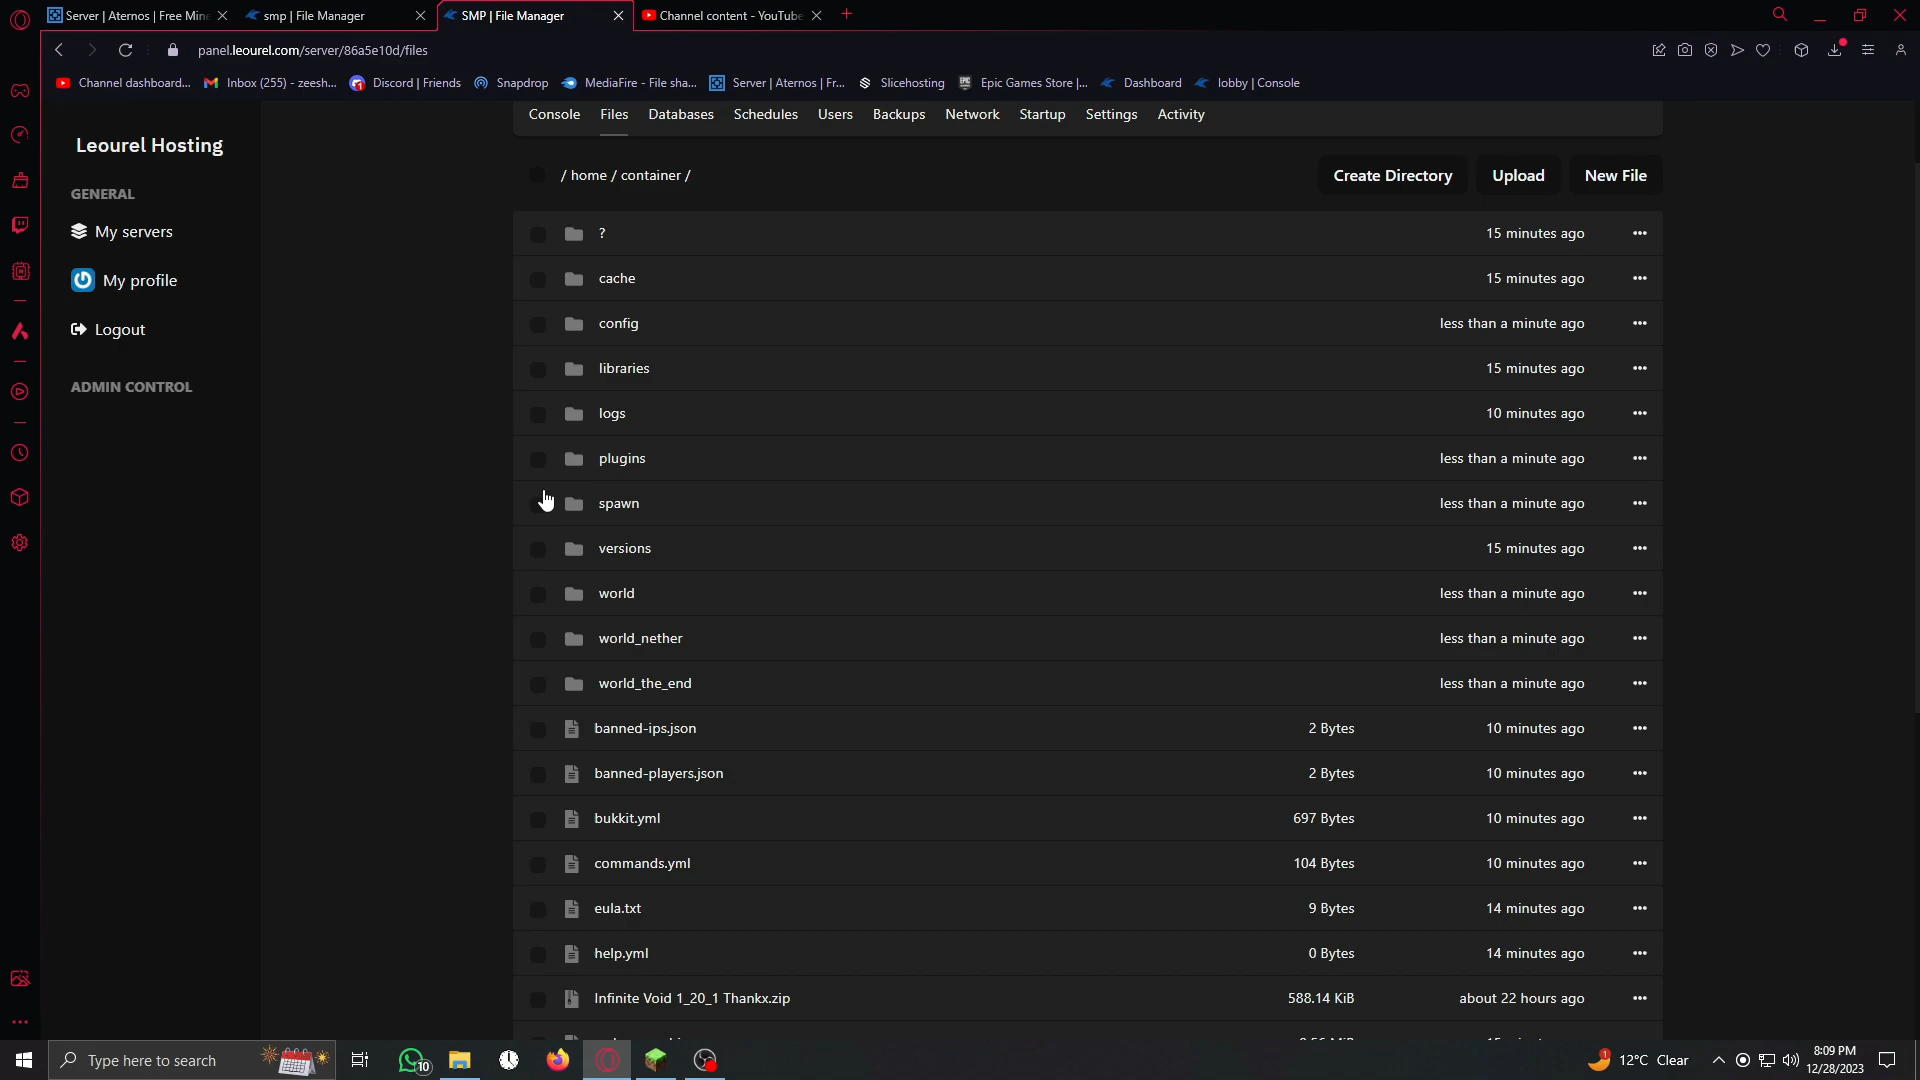 Server | Aternos | Free Mine
smp | File Manager
SMP | File Manager
Channel content - YouTube
panel.leourel.com/server/86a5e10d/files
Channel dashboard...
Inbox (255) - zeesh...
Discord | Friends
Snapdrop
MediaFire - File sha...
Server | Aternos | Fr...
Slicehosting
Epic Games Store |...
Dashboard
lobby | Console
Console Files Databases Schedules Users Backups Network Startup Settings Activity
Leourel Hosting
GENERAL
My servers
My profile
Logout
ADMIN CONTROL
/ home / container /
Create Directory
Upload
New File
? 15 minutes ago
cache 15 minutes ago
config less than a minute ago
libraries 15 minutes ago
logs 10 minutes ago
plugins less than a minute ago
spawn less than a minute ago
versions 15 minutes ago
world less than a minute ago
world_nether less than a minute ago
world_the_end less than a minute ago
banned-ips.json 2 Bytes 10 minutes ago
banned-players.json 2 Bytes 10 minutes ago
bukkit.yml 697 Bytes 10 minutes ago
commands.yml 104 Bytes 10 minutes ago
eula.txt 9 Bytes 14 minutes ago
help.yml 0 Bytes 14 minutes ago
Infinite Void 1_20_1 Thankx.zip 588.14 KiB about 22 hours ago
Type here to search
10
1
12°C Clear
8:09 PM
12/28/2023